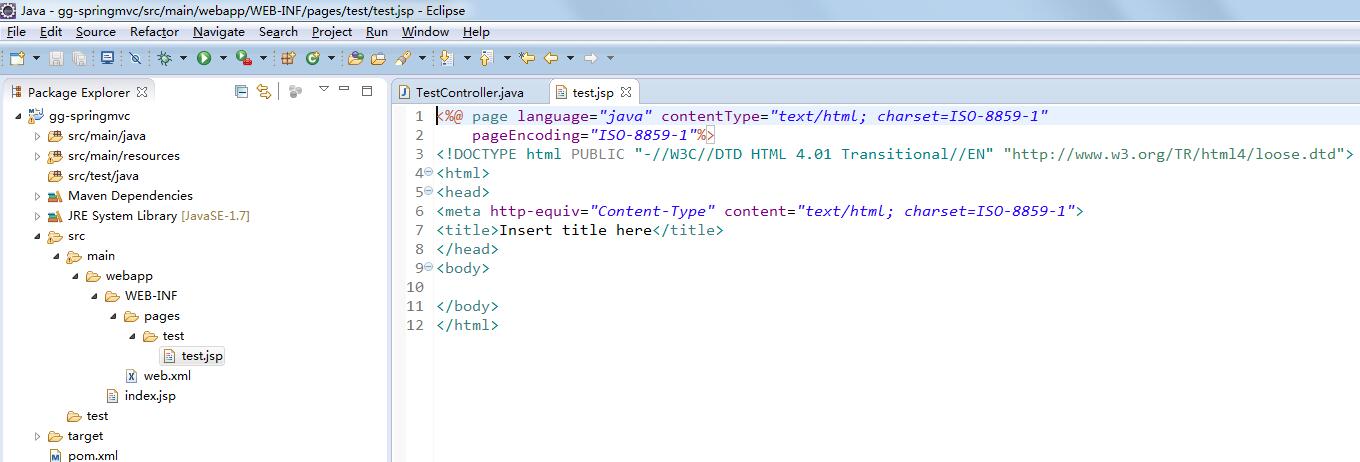 Java - gg-springmvc/src/main/webapp/WEB-INF/pages/test/test.jsp - Eclipse
File Edit Source Refactor Navigate Search Project Run Window Help
Package Explorer
gg-springmvc
src/main/java
src/main/resources
src/test/java
Maven Dependencies
JRE System Library [JavaSE-1.7]
src
main
webapp
WEB-INF
pages
test
test.jsp
web.xml
index.jsp
test
target
pom.xml
TestController.java test.jsp
1 <%@ page language="java" contentType="text/html; charset=ISO-8859-1"
2     pageEncoding="ISO-8859-1"%>
3 <!DOCTYPE html PUBLIC "-//W3C//DTD HTML 4.01 Transitional//EN" "http://www.w3.org/TR/html4/loose.dtd">
4 <html>
5 <head>
6 <meta http-equiv="Content-Type" content="text/html; charset=ISO-8859-1">
7 <title>Insert title here</title>
8 </head>
9 <body>
10
11 </body>
12 </html>